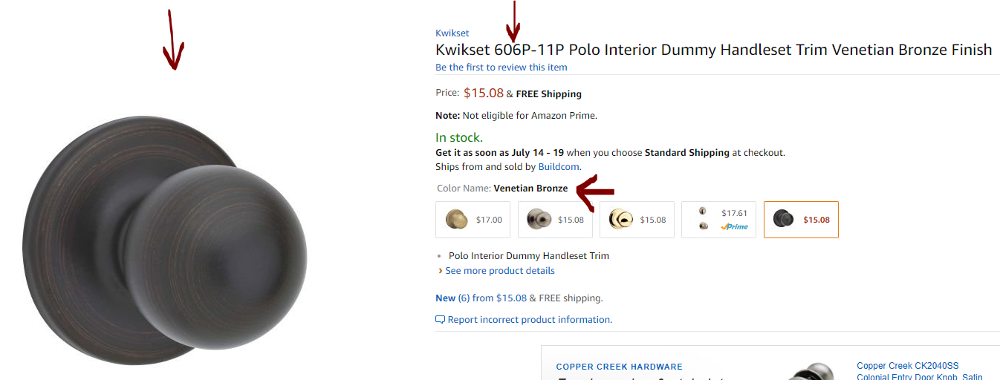 Kwikset
Kwikset 606P-11P Polo Interior Dummy Handleset Trim Venetian Bronze Finish
Be the first to review this item
Price: $15.08 & FREE Shipping
Note: Not eligible for Amazon Prime.
In stock.
Get it as soon as July 14 - 19 when you choose Standard Shipping at checkout.
Ships from and sold by Buildcom.
Color Name: Venetian Bronze
$17.00 $15.08 $15.08 $17.61 $15.08
Prime
• Polo Interior Dummy Handleset Trim
› See more product details
New (6) from $15.08 & FREE shipping.
Report incorrect product information.
COPPER CREEK HARDWARE
Copper Creek CK2040SS
Colonial Entry Door Knob, Satin